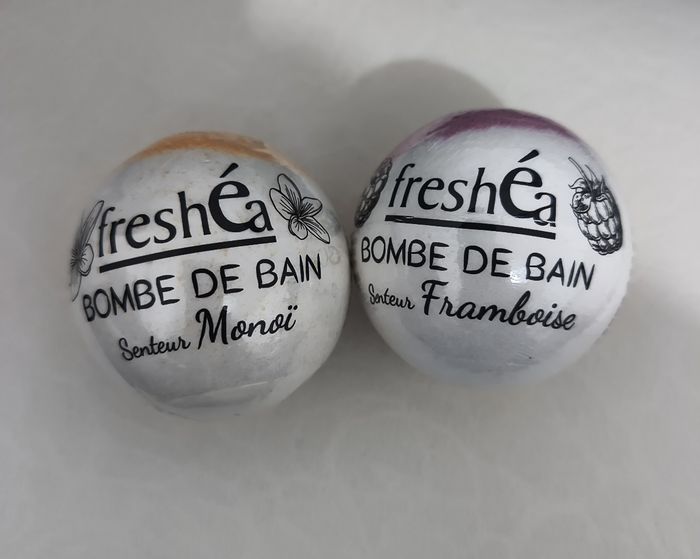 freshéa
BOMBE DE BAIN
Senteur Monoï
freshéa
BOMBE DE BAIN
Senteur Framboise